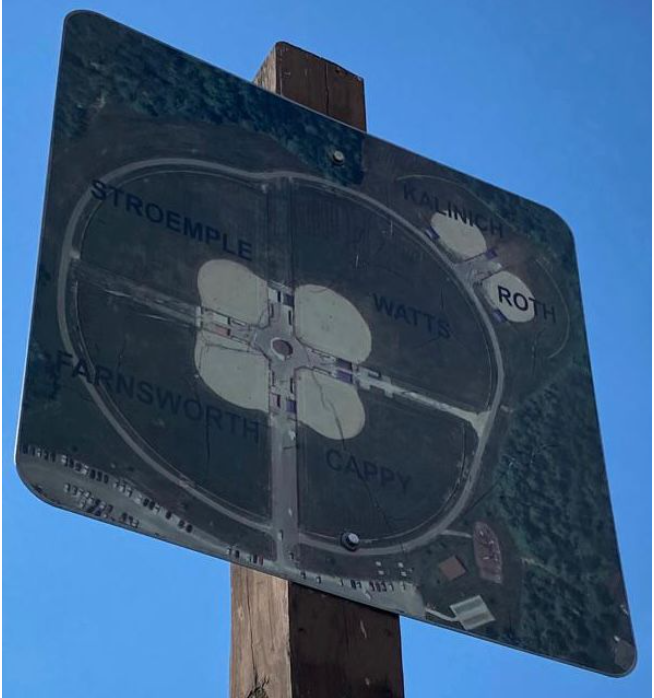 STROEMPLE
KALINICH
WATTS
ROTH
FARNSWORTH
CAPPY